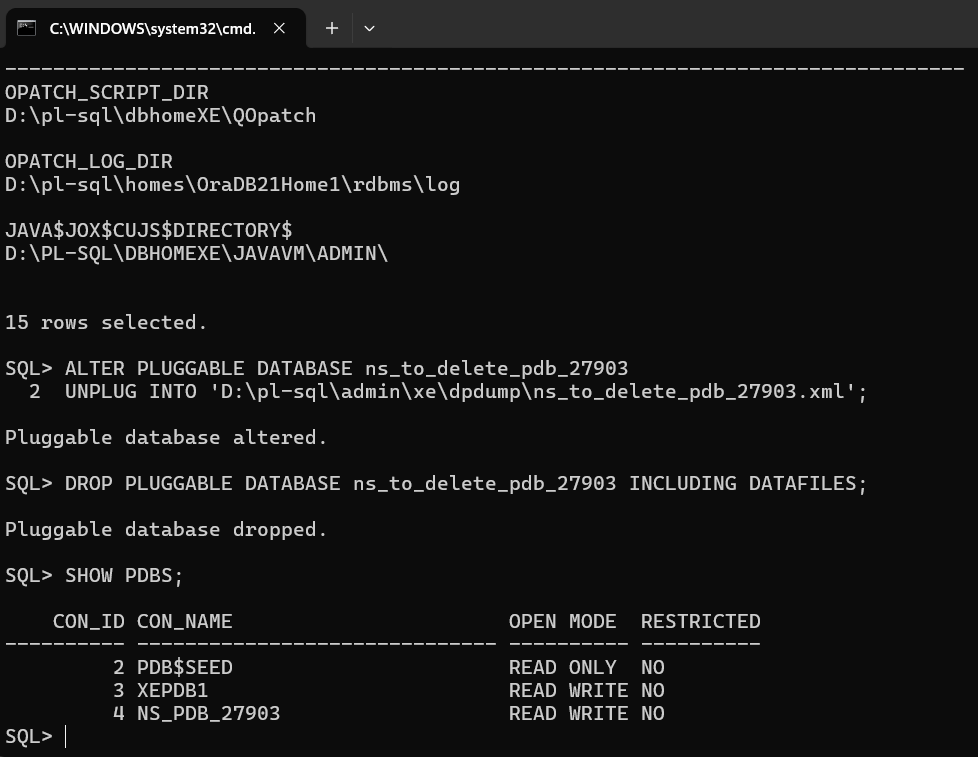 C:\WINDOWS\system32\cmd.
--------------------------------------------------------------------------------
OPATCH_SCRIPT_DIR
D:\pl-sql\dbhomeXE\QOpatch
OPATCH_LOG_DIR
D:\pl-sql\homes\OraDB21Home1\rdbms\log
JAVA$JOX$CUJS$DIRECTORY$
D:\PL-SQL\DBHOMEXE\JAVAVM\ADMIN\
15 rows selected.
SQL> ALTER PLUGGABLE DATABASE ns_to_delete_pdb_27903
  2  UNPLUG INTO 'D:\pl-sql\admin\xe\dpdump\ns_to_delete_pdb_27903.xml';
Pluggable database altered.
SQL> DROP PLUGGABLE DATABASE ns_to_delete_pdb_27903 INCLUDING DATAFILES;
Pluggable database dropped.
SQL> SHOW PDBS;
    CON_ID CON_NAME                       OPEN MODE  RESTRICTED
---------- ------------------------------ ---------- ----------
         2 PDB$SEED                       READ ONLY  NO
         3 XEPDB1                         READ WRITE NO
         4 NS_PDB_27903                   READ WRITE NO
SQL>